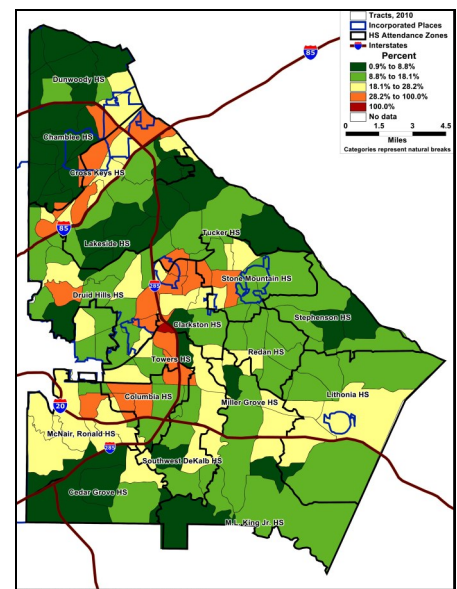 Tracts, 2010
Incorporated Places
HS Attendance Zones
Interstates
Percent
0.9% to 8.8%
8.8% to 18.1%
18.1% to 28.2%
28.2% to 100.0%
100.0%
No data
0 1.5 3 4.5
Miles
Categories represent natural breaks
85
Dunwoody HS
Chamblee HS
Cross Keys HS
85
Tucker HS
Lakeside HS
Stone Mountain HS
285
Druid Hills HS
Stephenson HS
Clarkston HS
Redan HS
Towers HS
Lithonia HS
Columbia HS
Miller Grove HS
20
McNair, Ronald HS
285
Southwest DeKalb HS
Cedar Grove HS
M.L. King Jr. HS